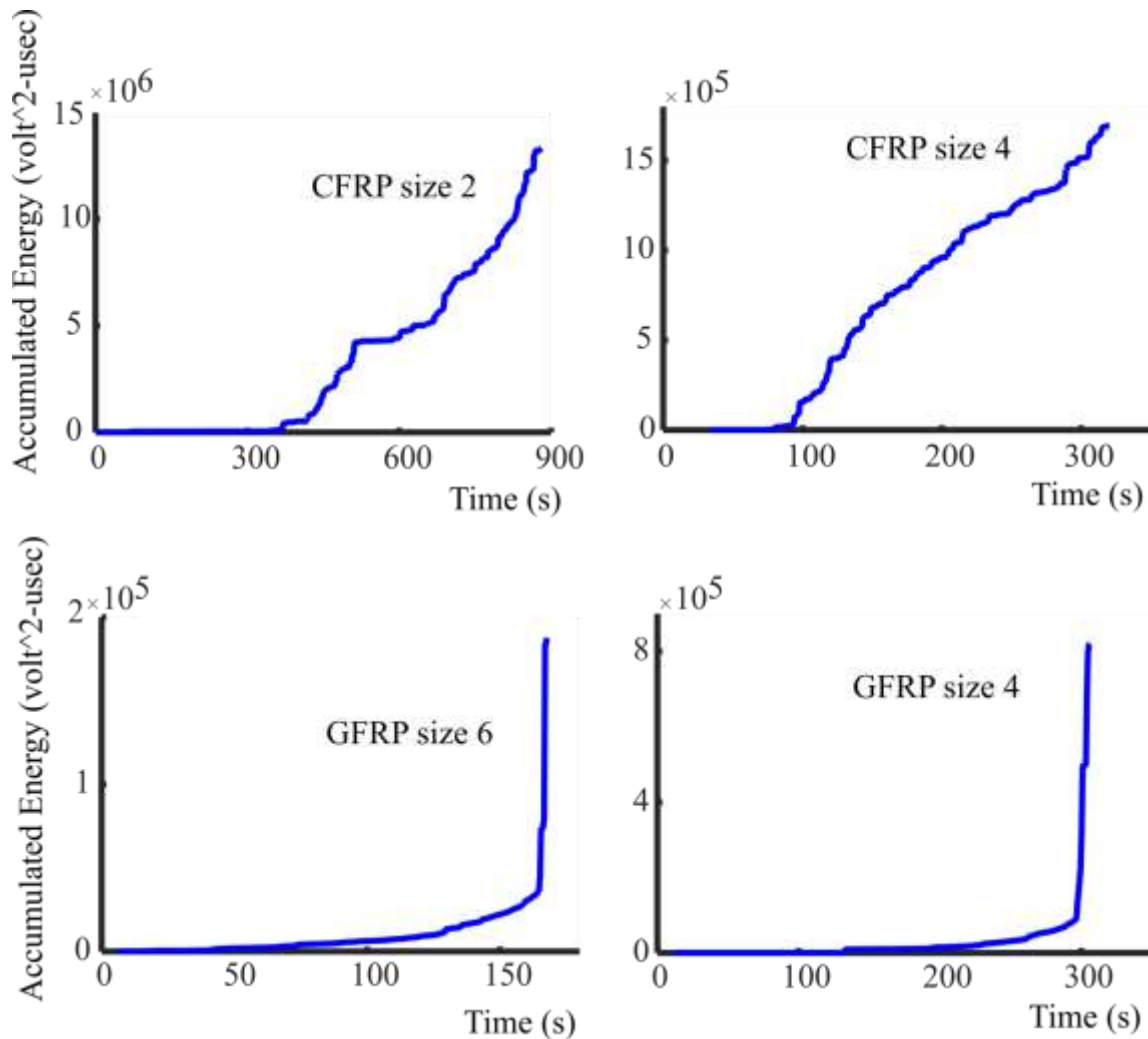 ×10^6
15
CFRP size 2
10
5
0
0 300 600 900
Time (s)
Accumulated Energy (volt^2-usec)
×10^5
15
CFRP size 4
10
5
0
0 100 200 300
Time (s)
2 ×10^5
GFRP size 6
1
0
0 50 100 150
Time (s)
Accumulated Energy (volt^2-usec)
×10^5
8
GFRP size 4
4
0
0 100 200 300
Time (s)